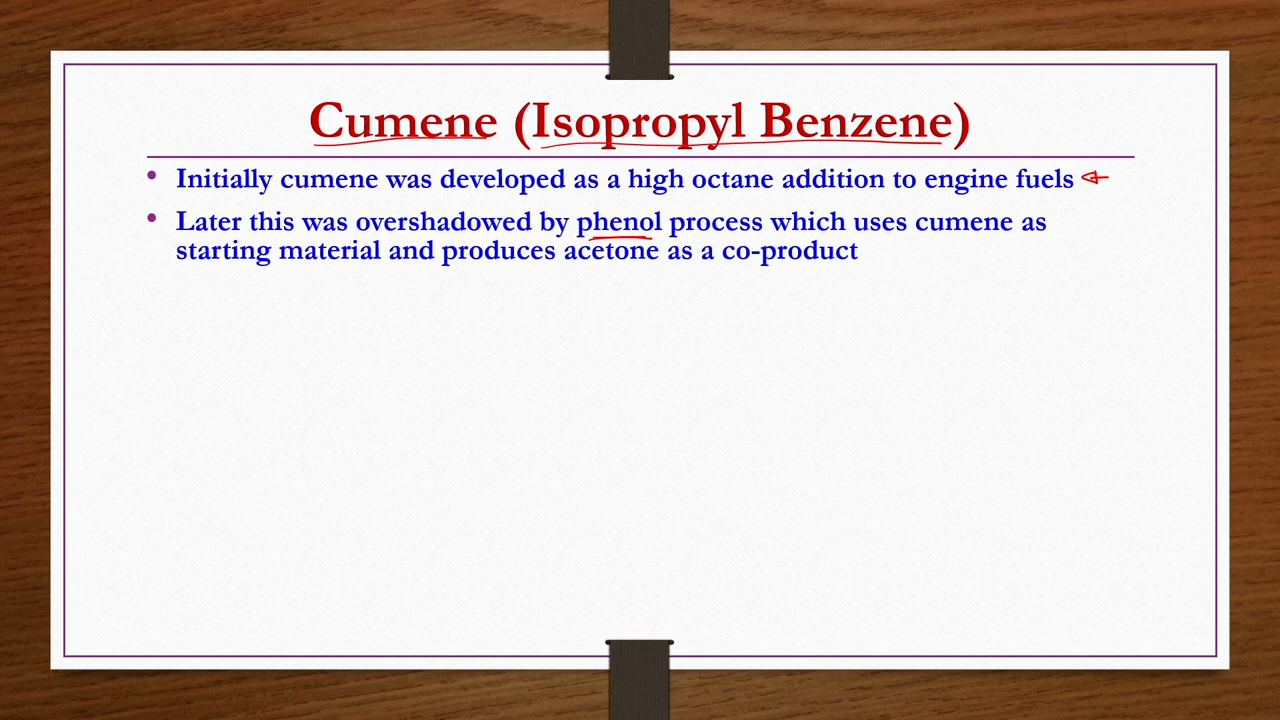 Cumene (Isopropyl Benzene)
• Initially cumene was developed as a high octane addition to engine fuels
• Later this was overshadowed by phenol process which uses cumene as
starting material and produces acetone as a co-product